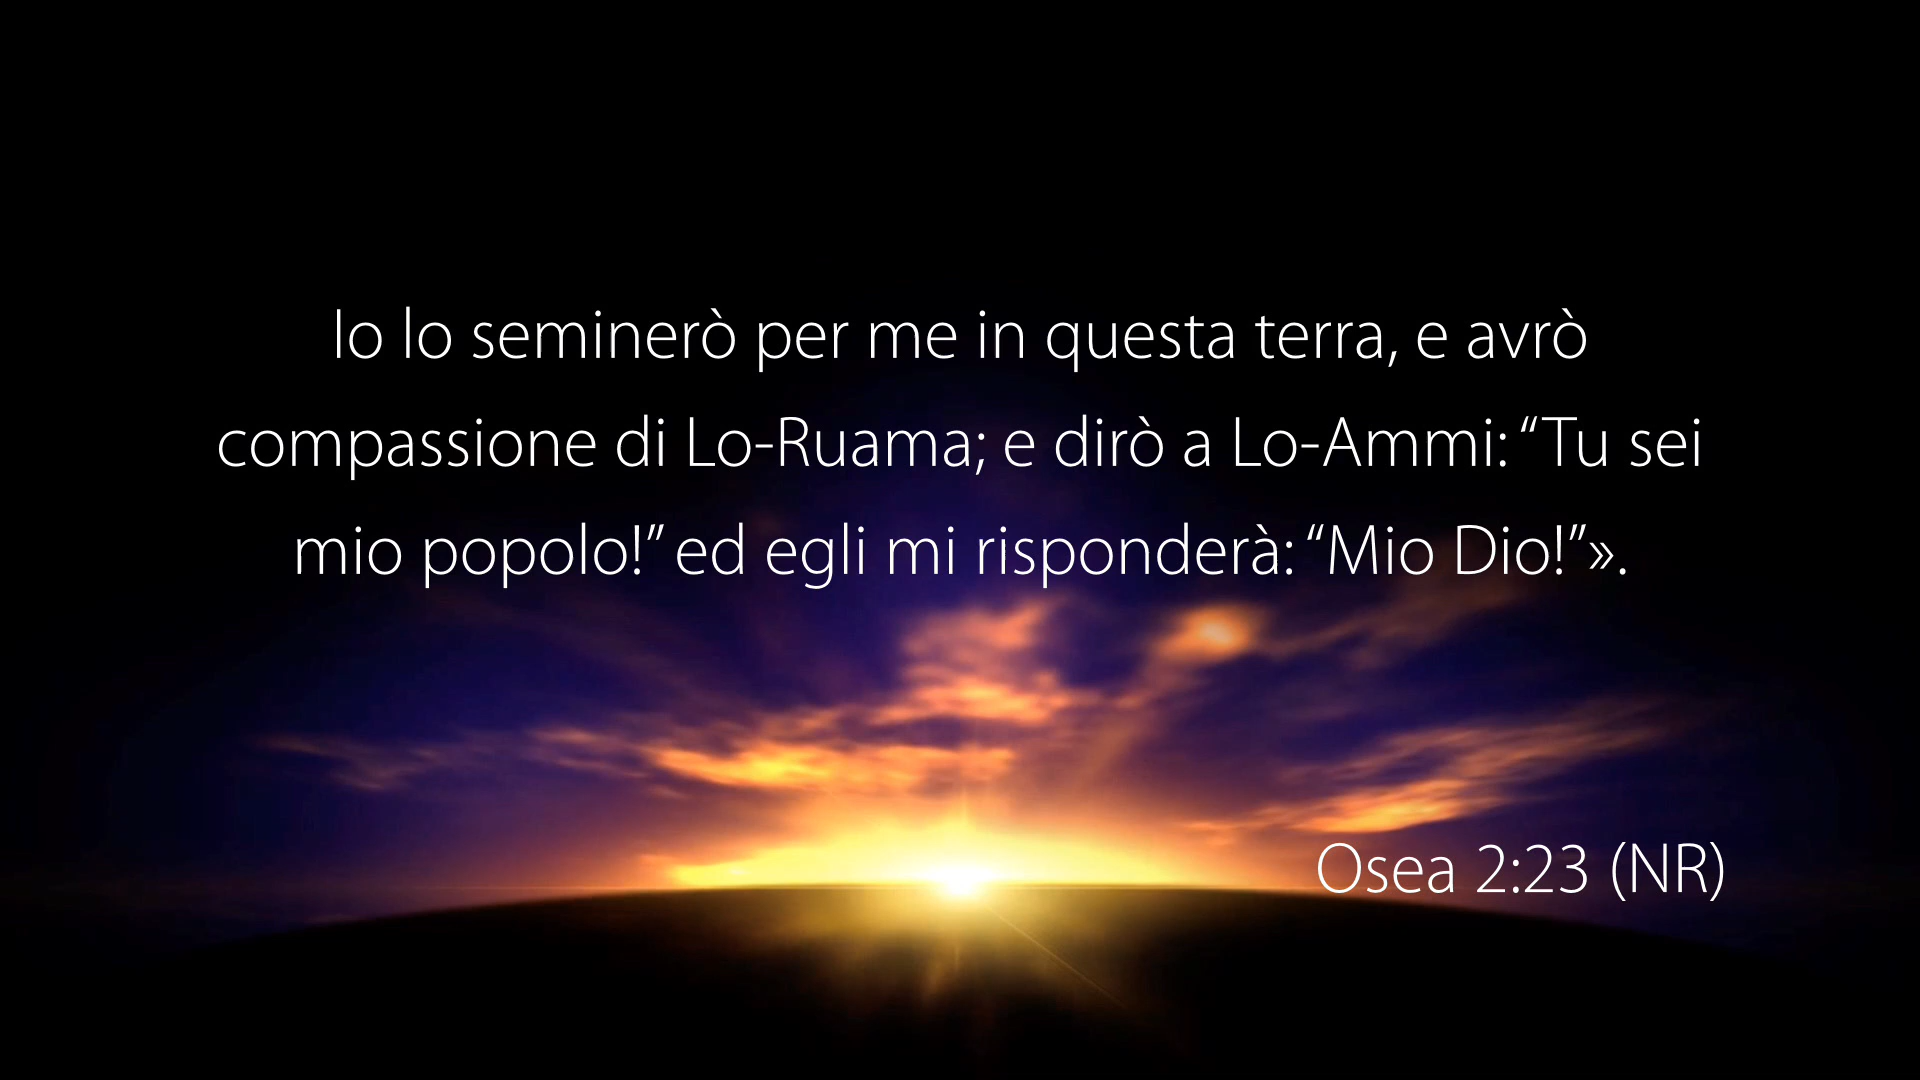 Io lo seminerò per me in questa terra, e avrò
compassione di Lo-Ruama; e dirò a Lo-Ammi: “Tu sei
mio popolo!” ed egli mi risponderà: “Mio Dio!”».
Osea 2:23 (NR)